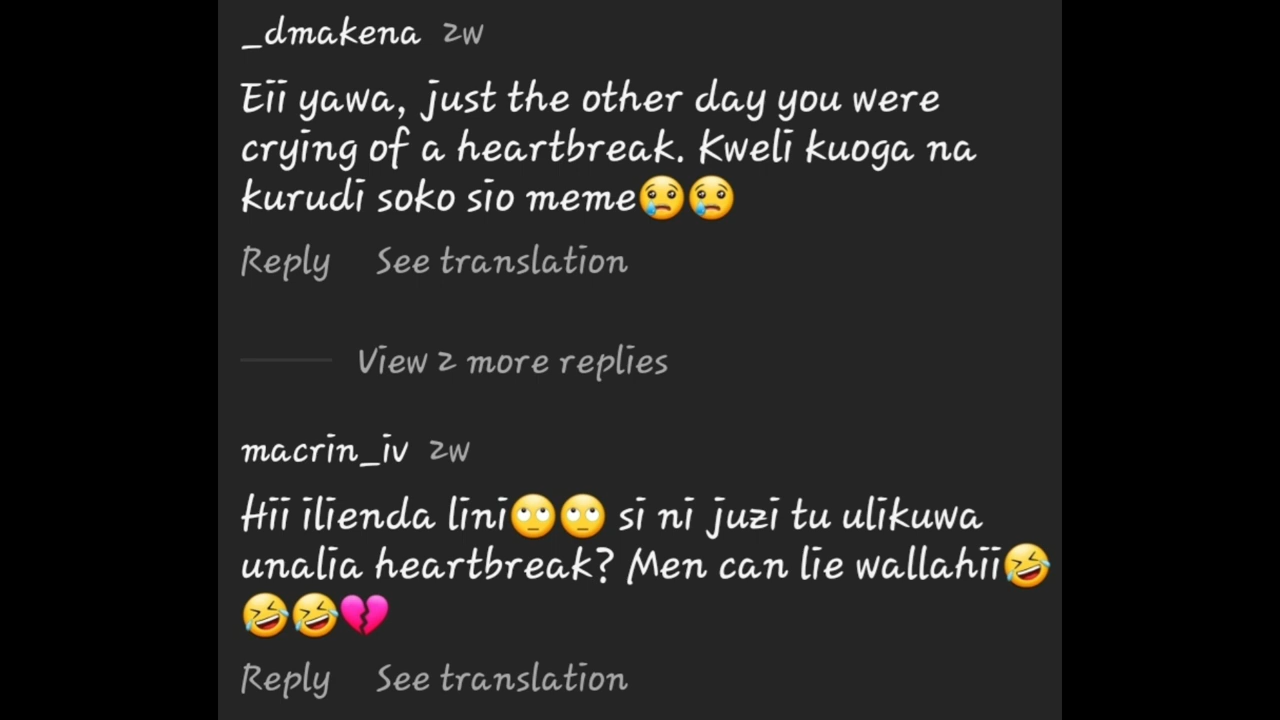 _dmakena 2w
Eii yawa, just the other day you were
crying of a heartbreak. Kweli kuoga na
kurudi soko sio meme😢😢
Reply See translation
View 2 more replies
macrin_iv 2w
Hii ilienda lini🙄🙄 si ni juzi tu ulikuwa
unalia heartbreak? Men can lie wallahii🤣
🤣🤣💔
Reply See translation